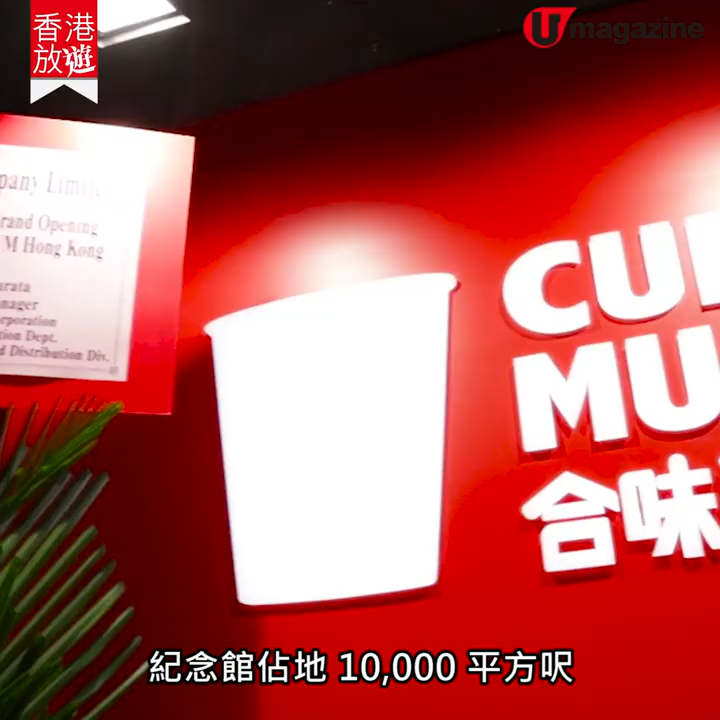 香港
放遊
U magazine
pany Limite
rand Opening
M Hong Kong
urata
nager
orporation
tion Dept.
d Distribution Div.
CU
MU
合味
紀念館佔地 10,000 平方呎